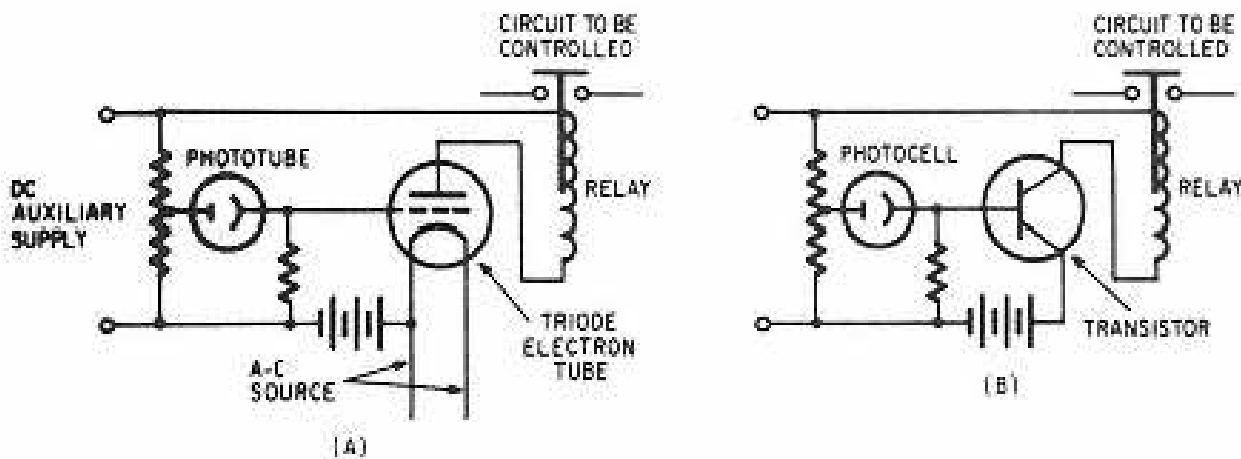 CIRCUIT TO BE
CONTROLLED
PHOTOTUBE
DC
AUXILIARY
SUPPLY
RELAY
TRIODE
ELECTRON
TUBE
A-C
SOURCE
(A)
CIRCUIT TO BE
CONTROLLED
PHOTOCELL
RELAY
TRANSISTOR
(B)